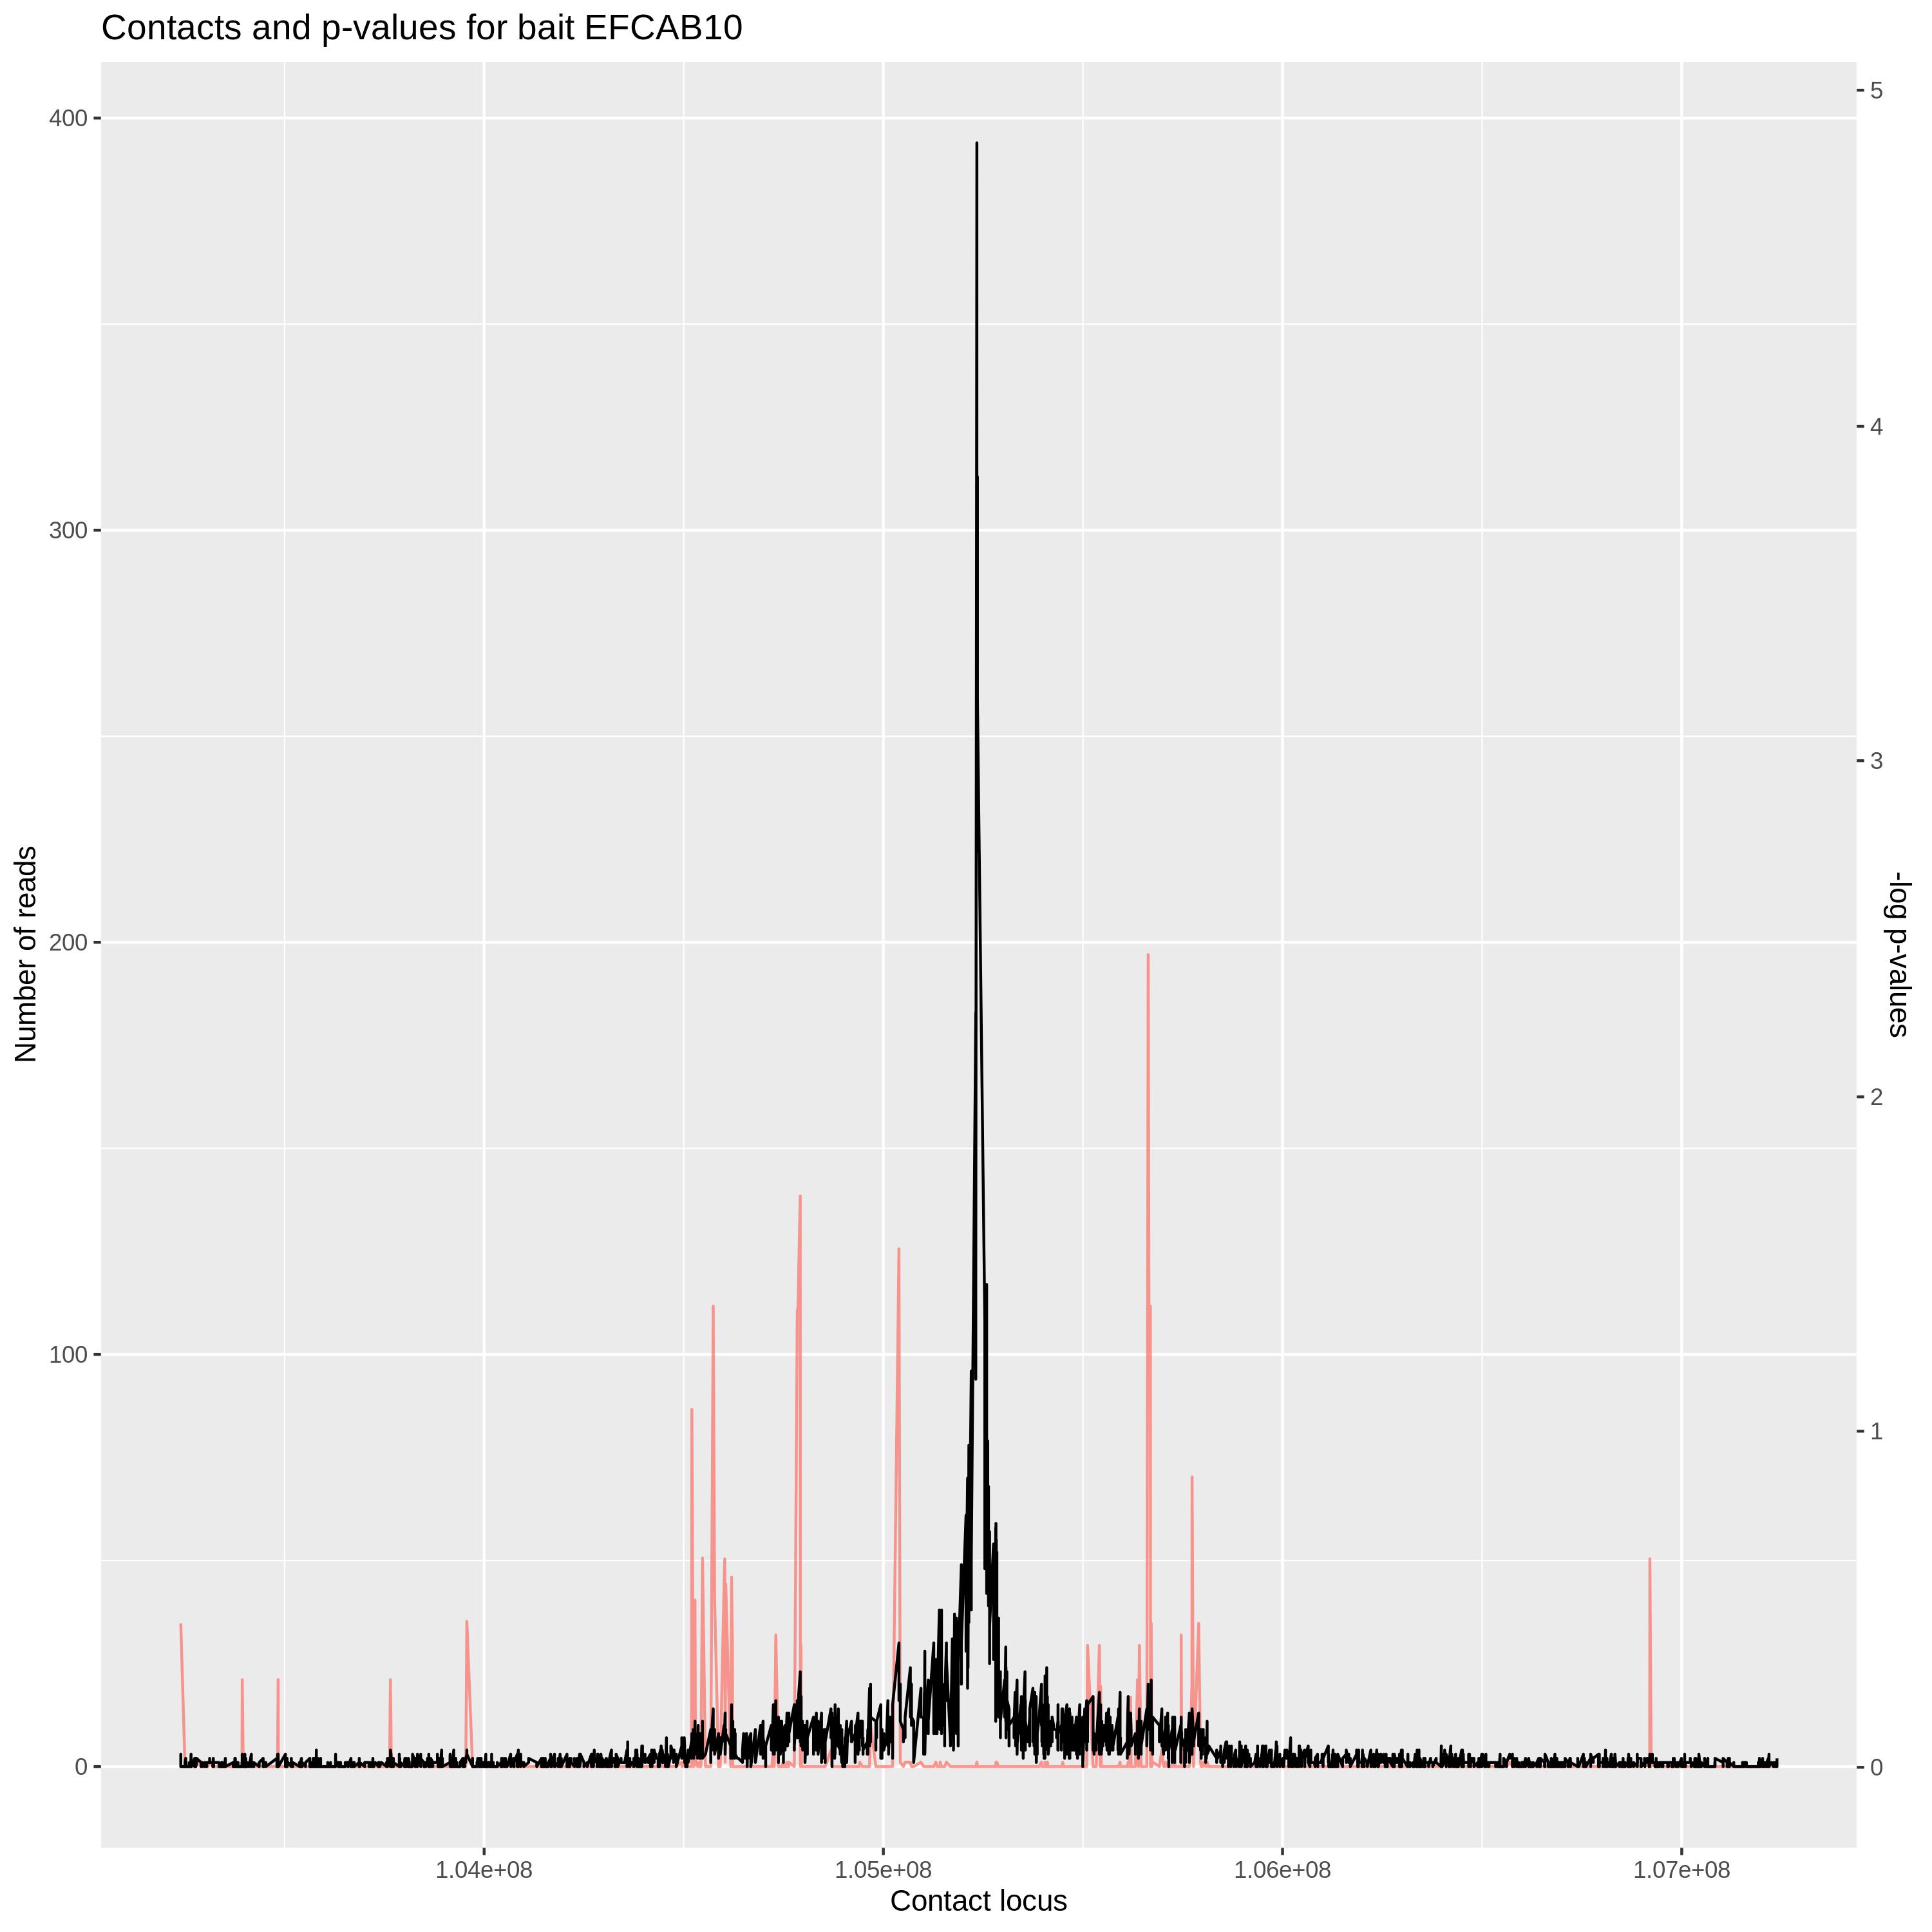 Contacts and p-values for bait EFCAB10
400
300
200
100
0
Number of reads
5
4
3
2
1
0
-log p-values
1.04e+08
1.05e+08
1.06e+08
1.07e+08
Contact locus